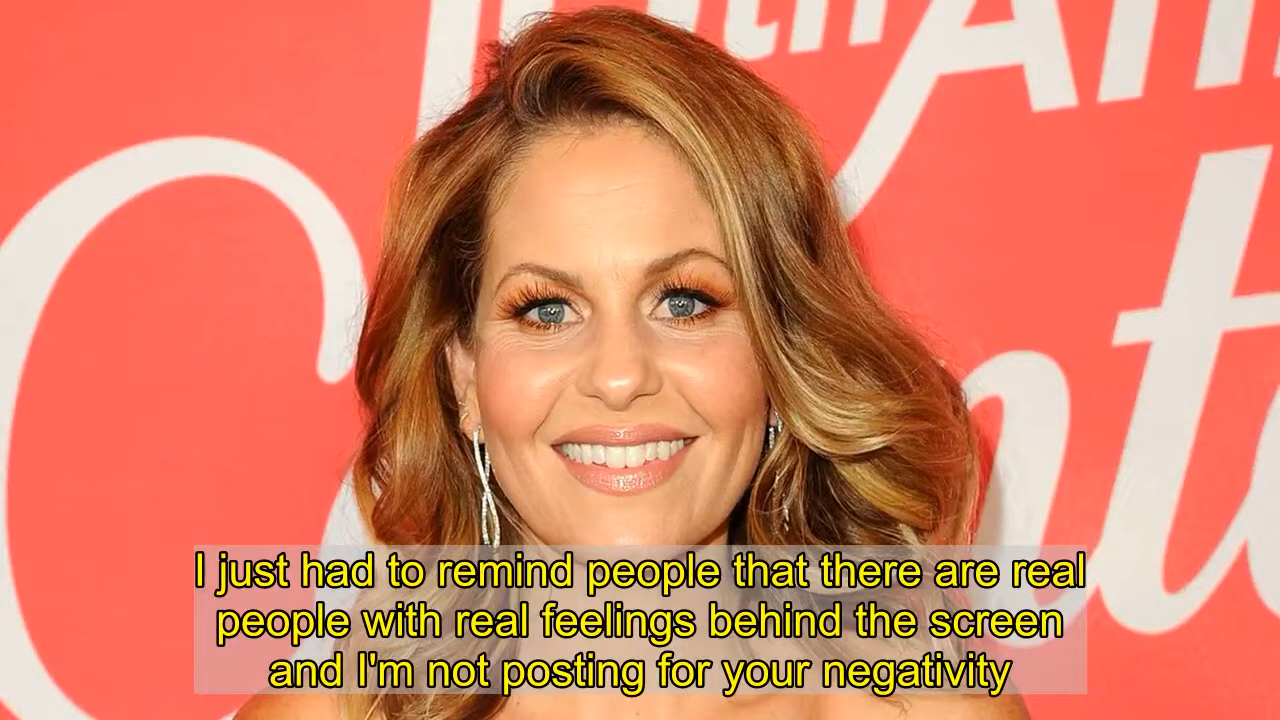 I just had to remind people that there are real
people with real feelings behind the screen
and I'm not posting for your negativity